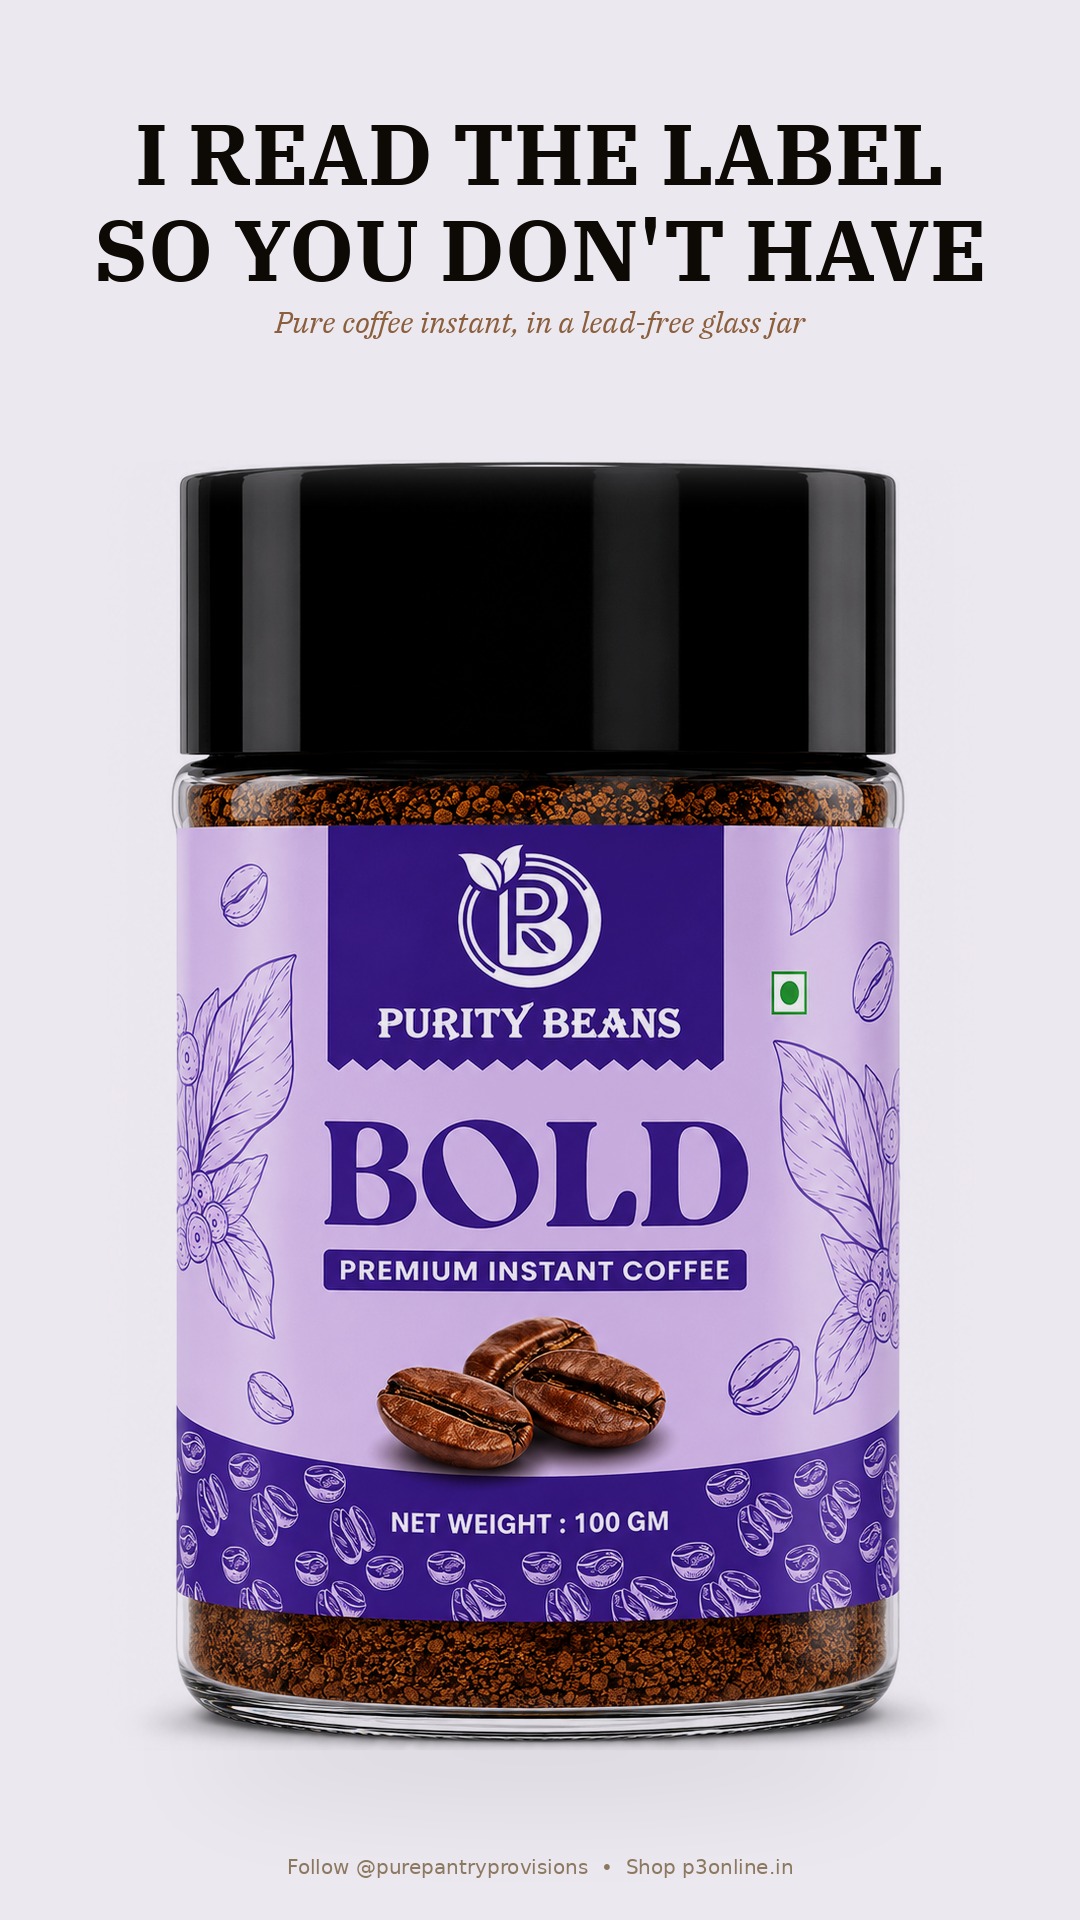 I READ THE LABEL
SO YOU DON'T HAVE
Pure coffee instant, in a lead-free glass jar
PURITY BEANS
BOLD
PREMIUM INSTANT COFFEE
NET WEIGHT : 100 GM
Follow @purepantryprovisions • Shop p3online.in